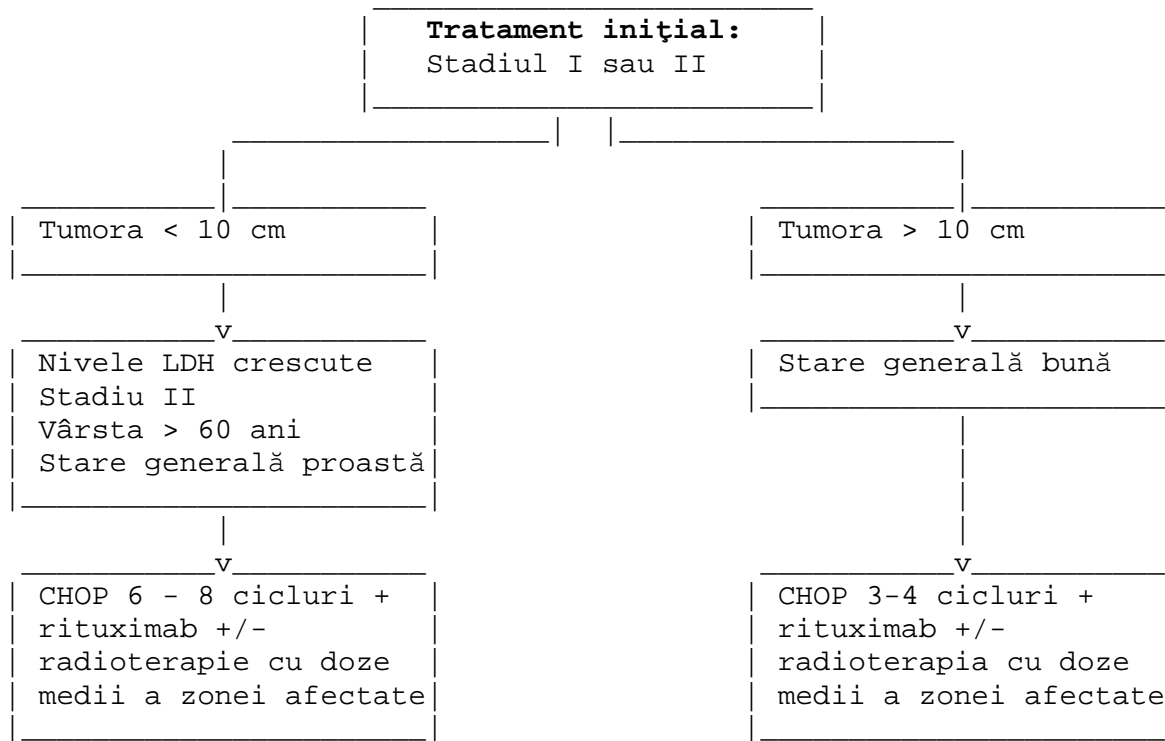 Tratament iniţial:
Stadiul I sau II
Tumora < 10 cm
Nivele LDH crescute
Stadiu II
Vârsta > 60 ani
Stare generală proastă
CHOP 6 - 8 cicluri +
rituximab +/-
radioterapie cu doze
medii a zonei afectate
Tumora > 10 cm
Stare generală bună
CHOP 3-4 cicluri +
rituximab +/-
radioterapia cu doze
medii a zonei afectate